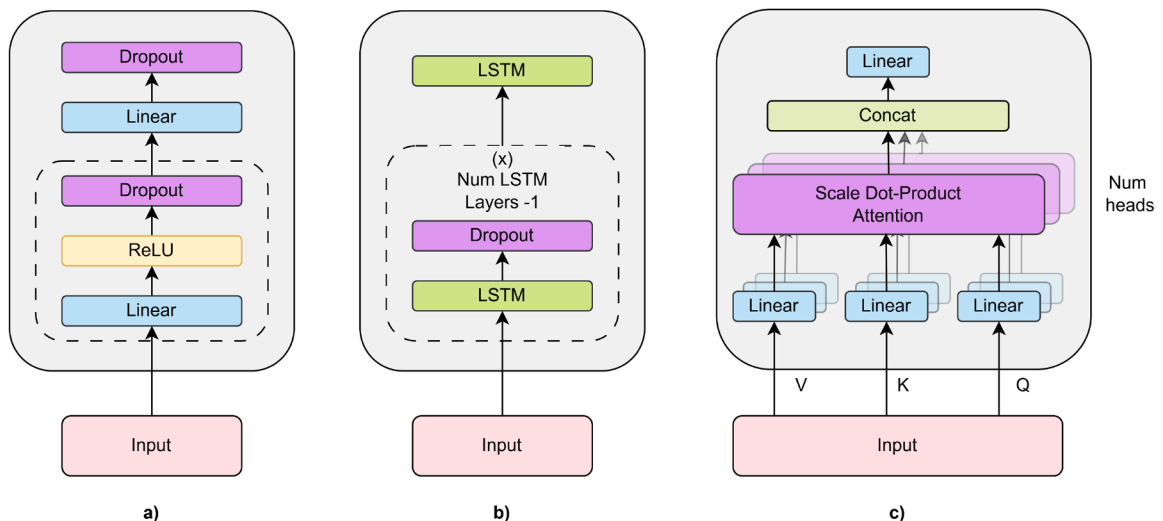 Dropout
Linear
Dropout
ReLU
Linear
Input
a)
LSTM
(x)
Num LSTM
Layers -1
Dropout
LSTM
Input
b)
Linear
Concat
Scale Dot-Product
Attention
Num
heads
Linear
Linear
Linear
V
K
Q
Input
c)